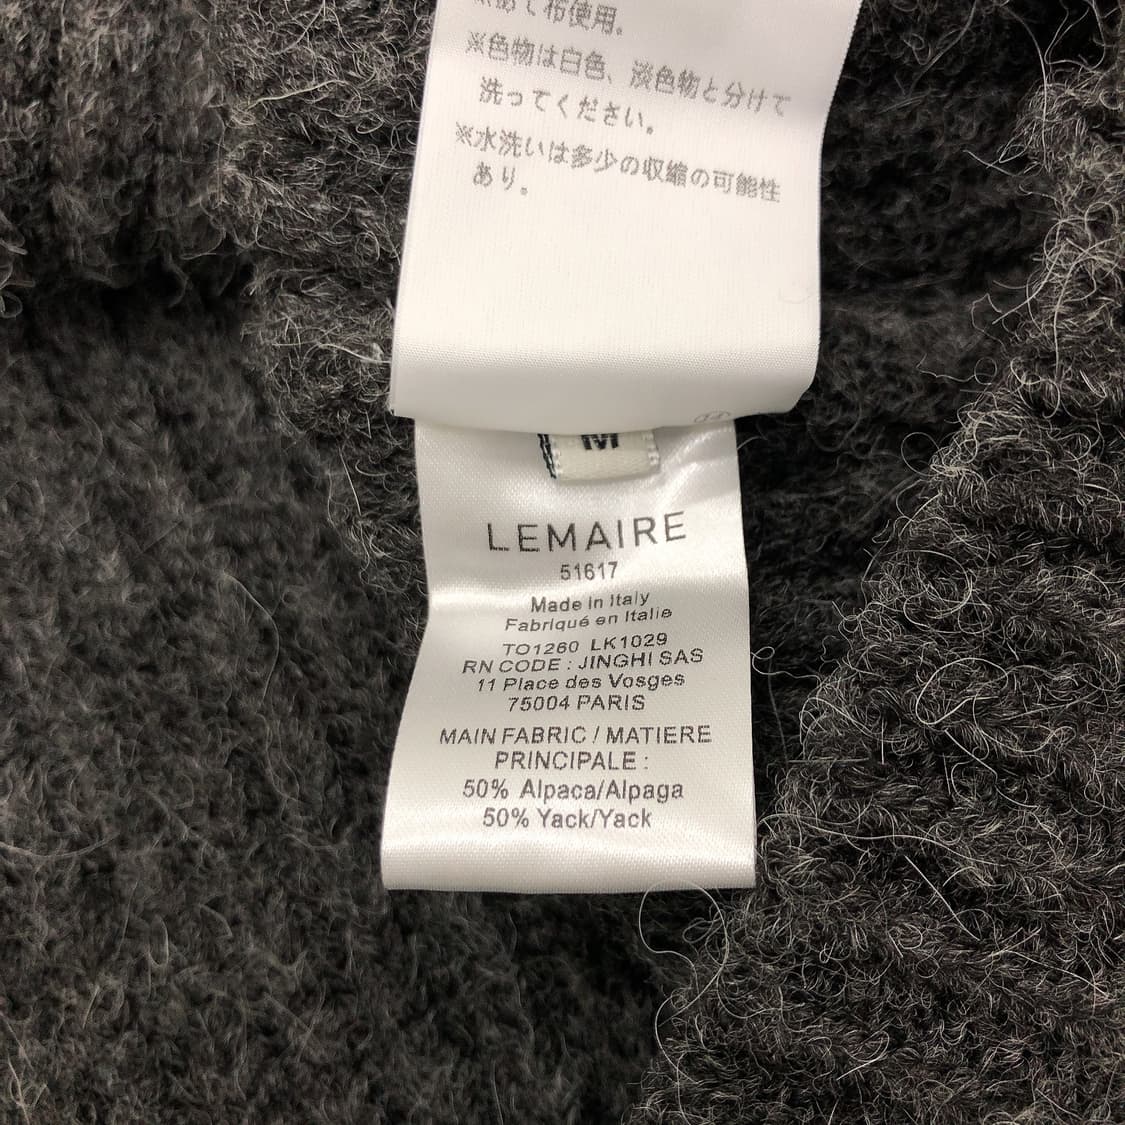 ※あて布使用。
※色物は白色、淡色物と分けて
洗ってください。
※水洗いは多少の収縮の可能性
あり。
M
LEMAIRE
51617
Made in Italy
Fabriqué en Italie
TO1260 LK1029
RN CODE : JINGHI SAS
11 Place des Vosges
75004 PARIS
MAIN FABRIC / MATIERE
PRINCIPALE :
50% Alpaca/Alpaga
50% Yack/Yack